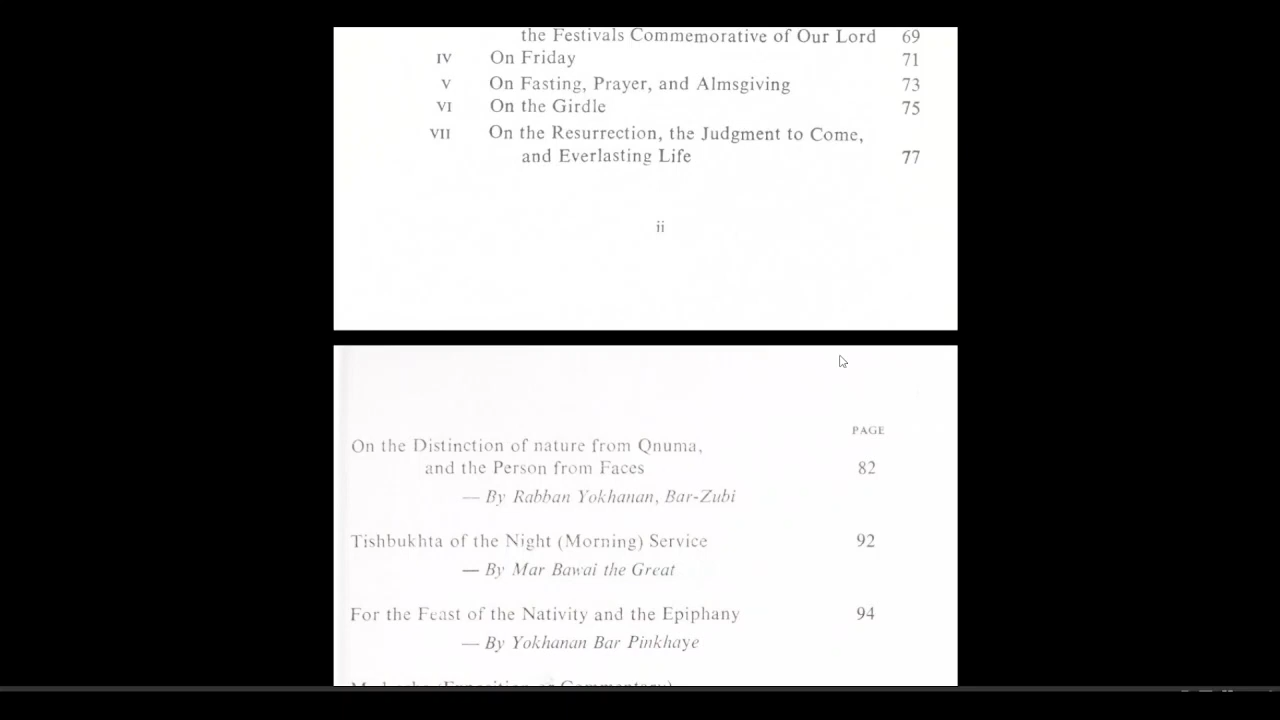 the Festivals Commemorative of Our Lord 69
IV On Friday 71
V On Fasting, Prayer, and Almsgiving 73
VI On the Girdle 75
VII On the Resurrection, the Judgment to Come,
and Everlasting Life 77
ii
PAGE
On the Distinction of nature from Qnuma,
and the Person from Faces 82
— By Rabban Yokhanan, Bar-Zubi
Tishbukhta of the Night (Morning) Service 92
— By Mar Bawai the Great
For the Feast of the Nativity and the Epiphany 94
— By Yokhanan Bar Pinkhaye